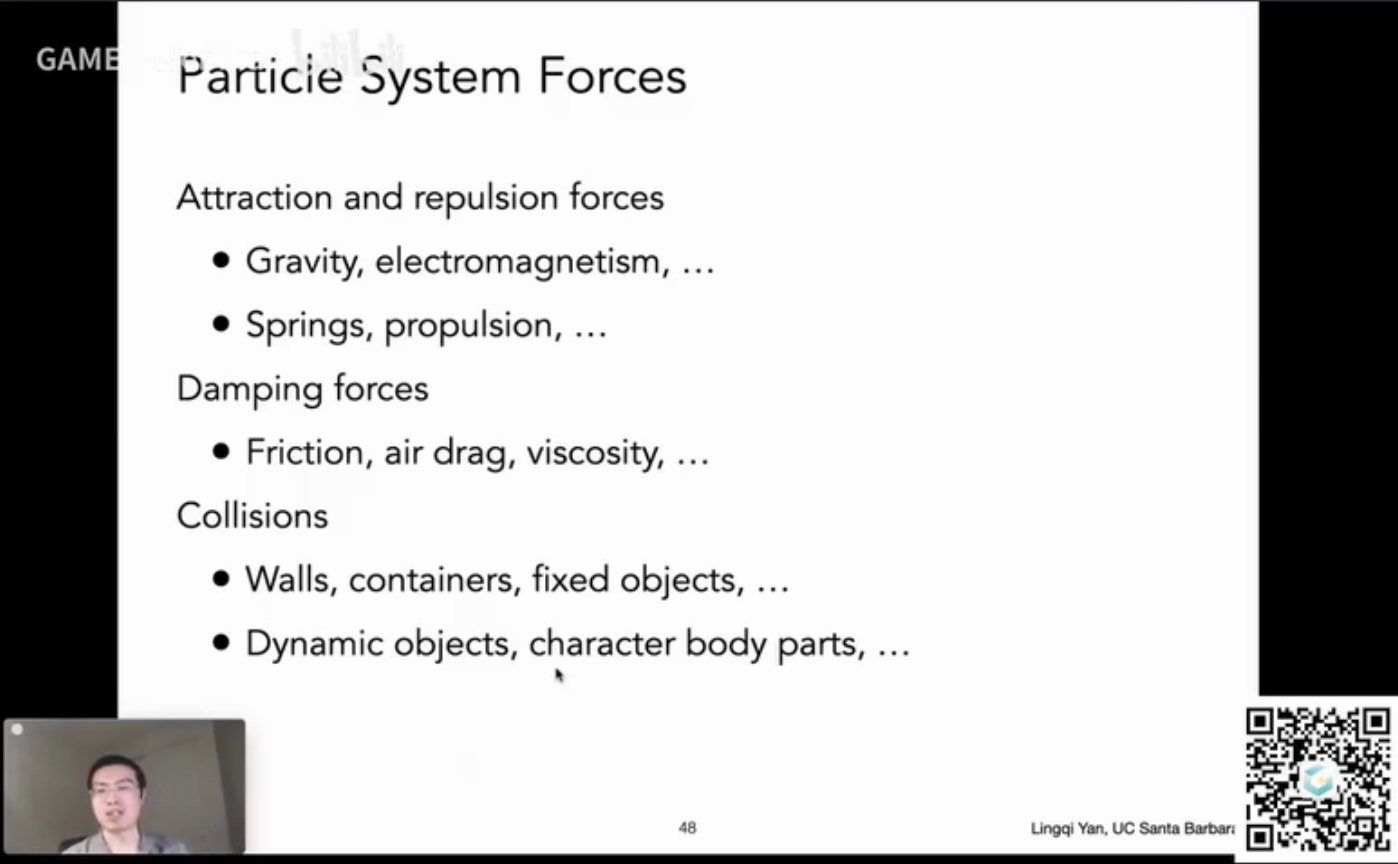 GAME
Particle System Forces
Attraction and repulsion forces
● Gravity, electromagnetism, …
● Springs, propulsion, …
Damping forces
● Friction, air drag, viscosity, …
Collisions
● Walls, containers, fixed objects, …
● Dynamic objects, character body parts, …
48
Lingqi Yan, UC Santa Barbara